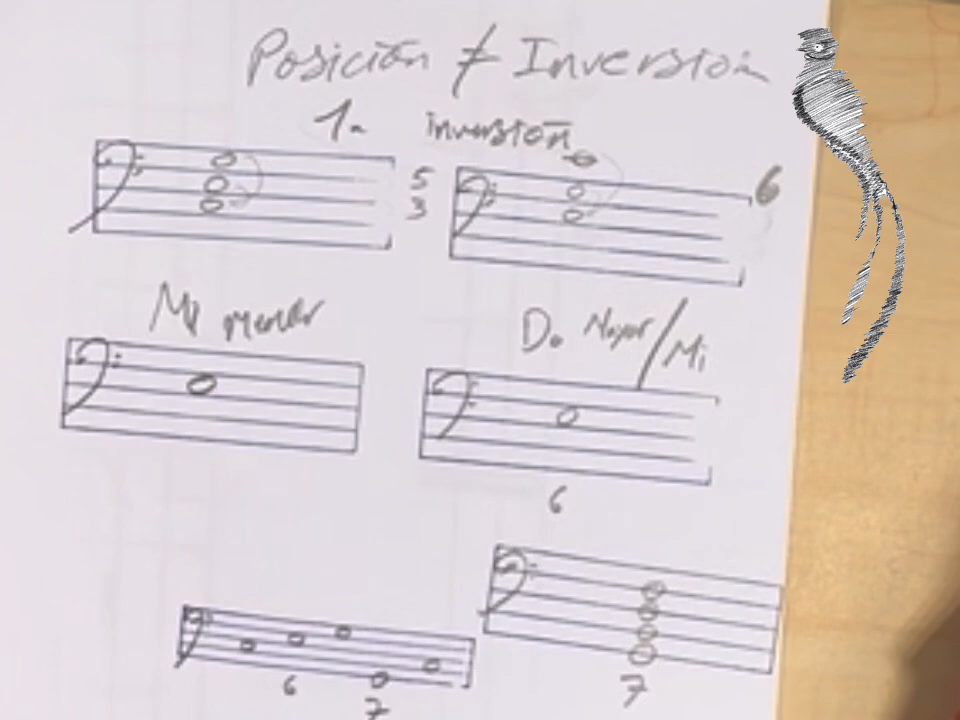 Posición ≠ Inversión
1a inversión
5
3
6
Mi menor
Do Mayor/Mi
6
6
7
7